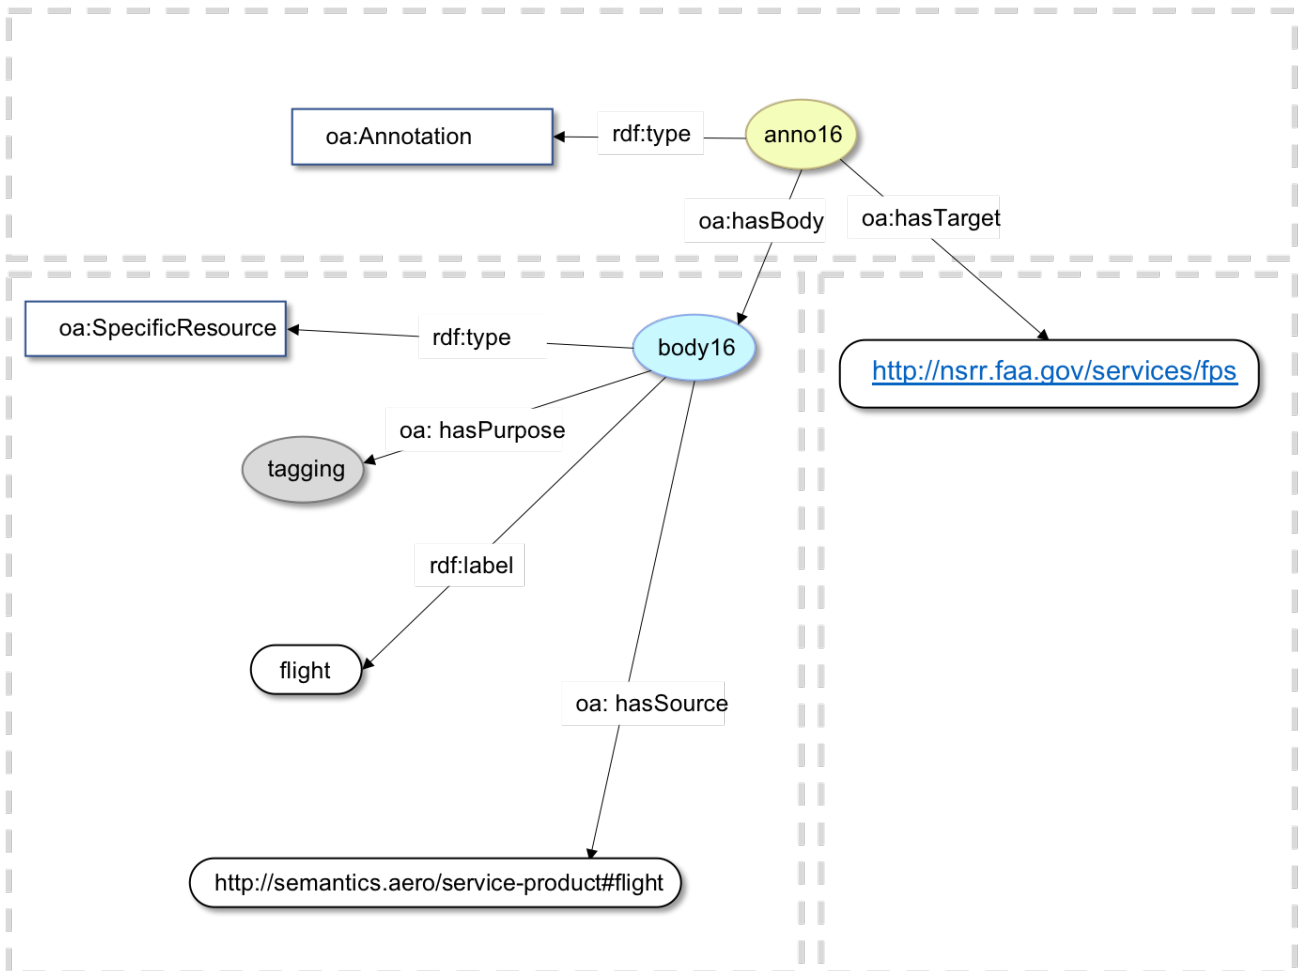 oa:Annotation
rdf:type
anno16
oa:hasBody
oa:hasTarget
oa:SpecificResource
rdf:type
body16
http://nsrr.faa.gov/services/fps
oa: hasPurpose
tagging
rdf:label
flight
oa: hasSource
http://semantics.aero/service-product#flight